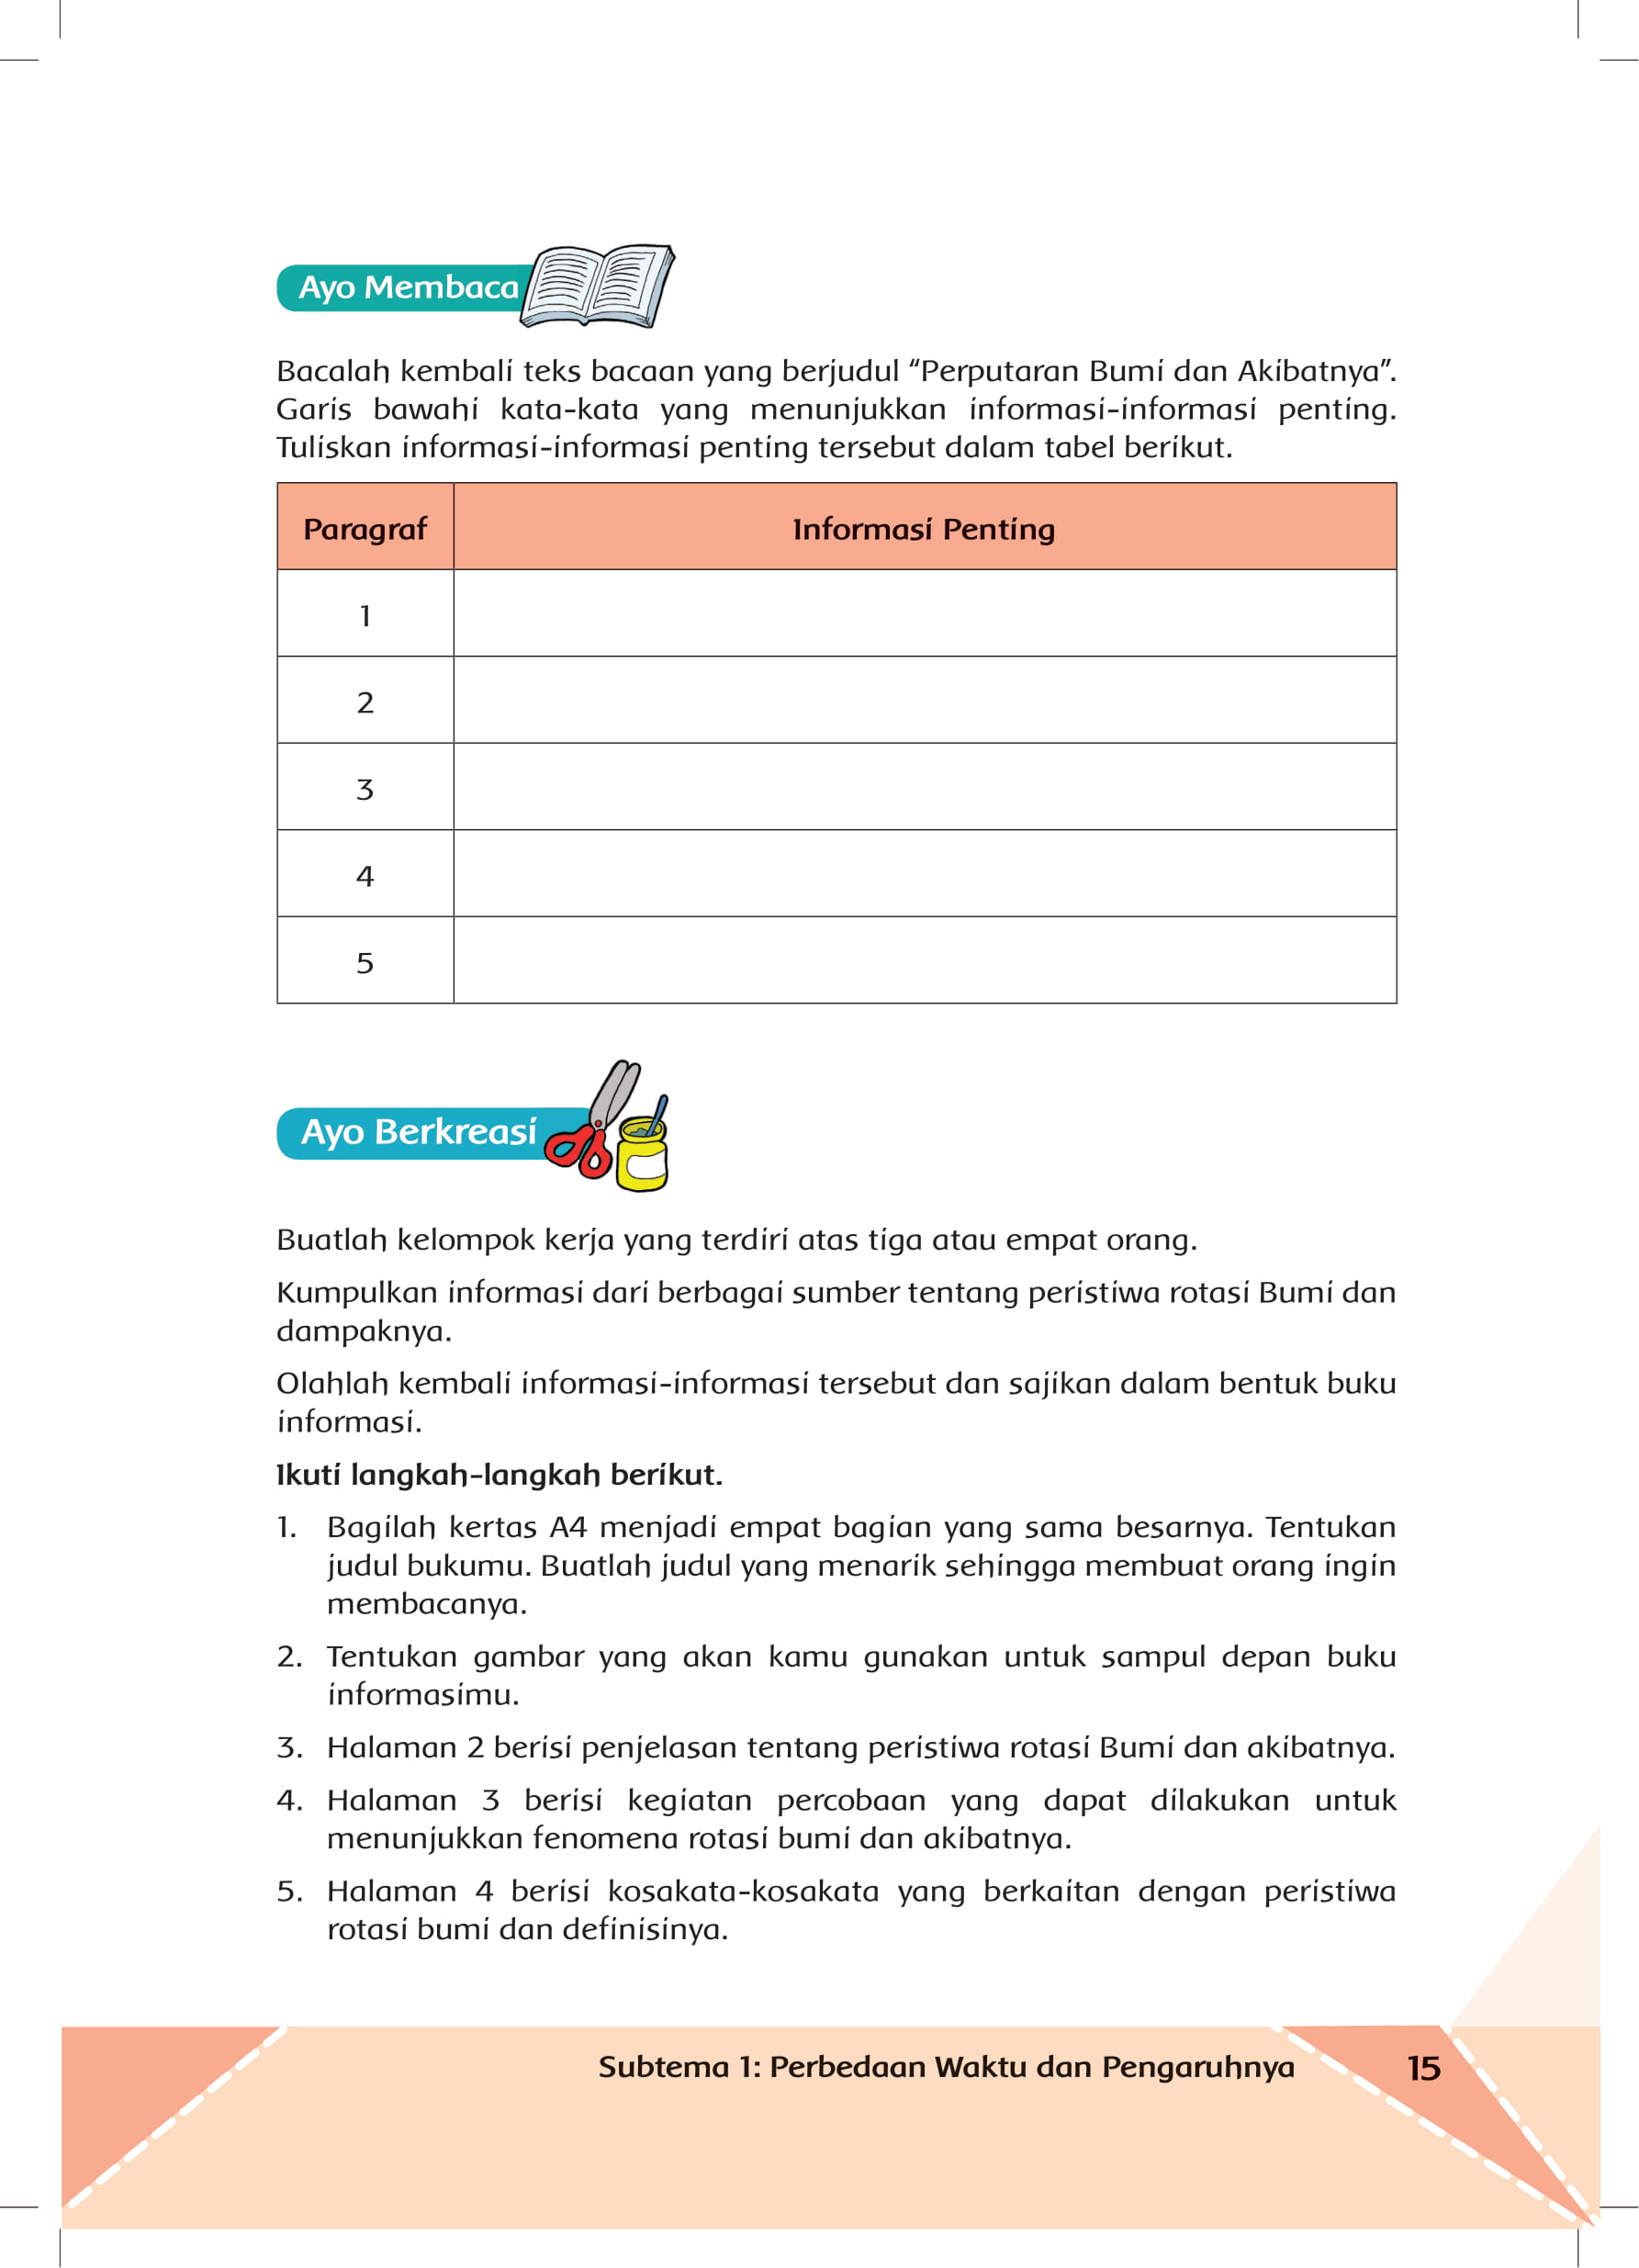 Ayo Membaca
Bacalah kembali teks bacaan yang berjudul “Perputaran Bumi dan Akibatnya”.
Garis bawahi kata-kata yang menunjukkan informasi-informasi penting.
Tuliskan informasi-informasi penting tersebut dalam tabel berikut.
Paragraf Informasi Penting
1
2
3
4
5
Ayo Berkreasi
Buatlah kelompok kerja yang terdiri atas tiga atau empat orang.
Kumpulkan informasi dari berbagai sumber tentang peristiwa rotasi Bumi dan
dampaknya.
Olahlah kembali informasi-informasi tersebut dan sajikan dalam bentuk buku
informasi.
Ikuti langkah-langkah berikut.
1. Bagilah kertas A4 menjadi empat bagian yang sama besarnya. Tentukan
judul bukumu. Buatlah judul yang menarik sehingga membuat orang ingin
membacanya.
2. Tentukan gambar yang akan kamu gunakan untuk sampul depan buku
informasimu.
3. Halaman 2 berisi penjelasan tentang peristiwa rotasi Bumi dan akibatnya.
4. Halaman 3 berisi kegiatan percobaan yang dapat dilakukan untuk
menunjukkan fenomena rotasi bumi dan akibatnya.
5. Halaman 4 berisi kosakata-kosakata yang berkaitan dengan peristiwa
rotasi bumi dan definisinya.
Subtema 1: Perbedaan Waktu dan Pengaruhnya 15